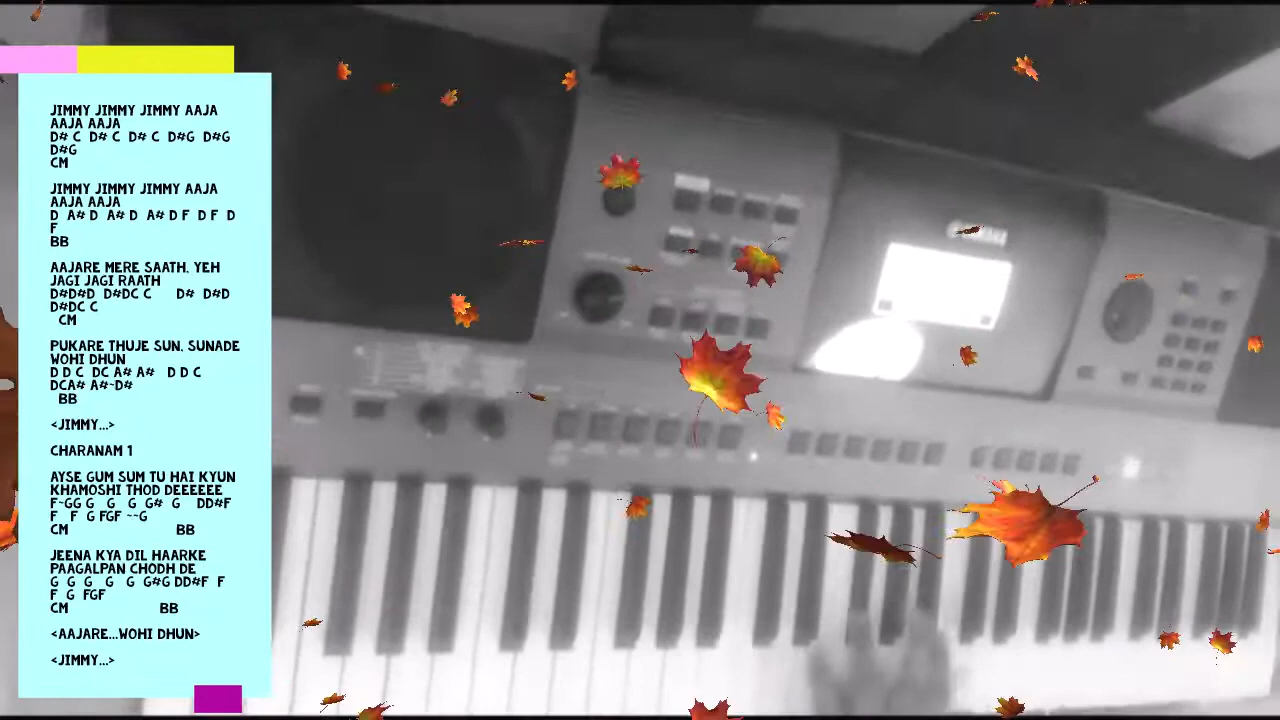 JIMMY JIMMY JIMMY AAJA
AAJA AAJA
D# C D# C D# C D#G D#G
D#G
CM
JIMMY JIMMY JIMMY AAJA
AAJA AAJA
D A# D A# D A# D F D F D
F
BB
AAJARE MERE SAATH. YEH
JAGI JAGI RAATH
D#D#D D#DC C D# D#D
D#DC C
CM
PUKARE THUJE SUN. SUNADE
WOHI DHUN
D D C DC A# A# D D C
DCA# A#~D#
BB
<JIMMY...>
CHARANAM 1
AYSE GUM SUM TU HAI KYUN
KHAMOSHI THOD DEEEEEE
F~GG G G G G# G DD#F
F F G FGF ~~G
CM BB
JEENA KYA DIL HAARKE
PAAGALPAN CHODH DE
G G G G G G#G DD#F F
F G FGF
CM BB
<AAJARE...WOHI DHUN>
<JIMMY...>